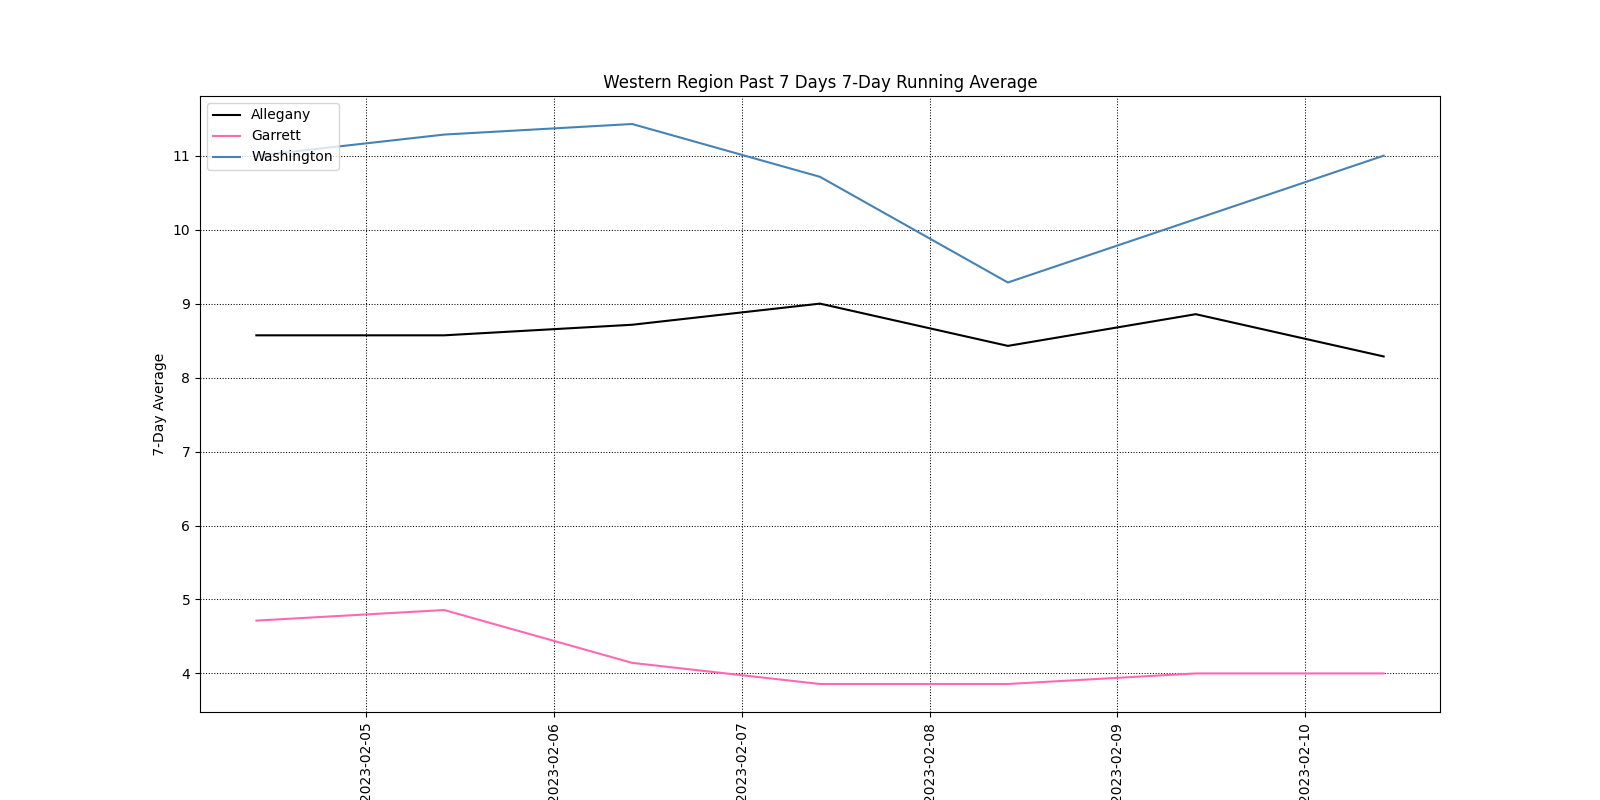 Western Region Past 7 Days 7-Day Running Average
Allegany
Garrett
Washington
11
10
9
8
7
6
5
4
7-Day Average
2023-02-05
2023-02-06
2023-02-07
2023-02-08
2023-02-09
2023-02-10